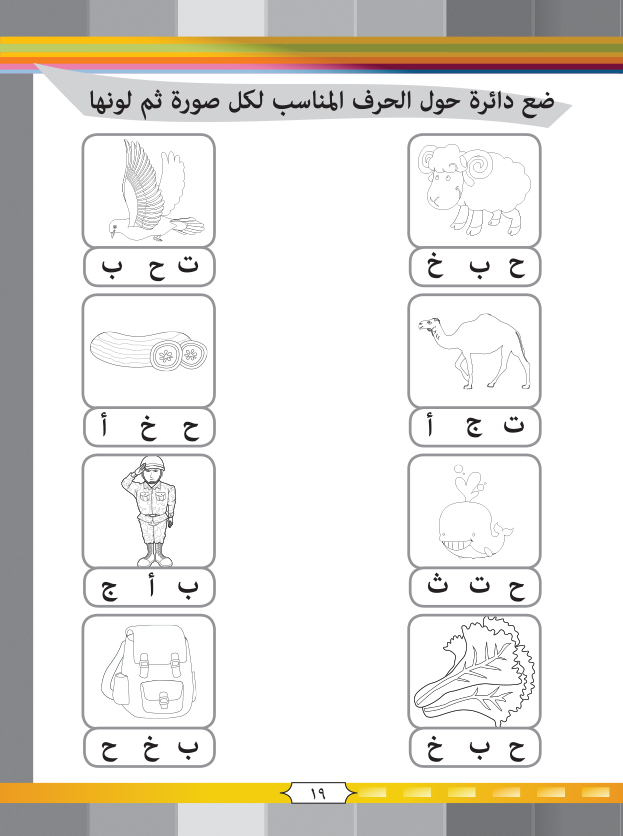 ضع دائرة حول الحرف المناسب لكل صورة ثم لونها
ح ب خ
ت ح ب
ت ج أ
ح خ أ
ح ت ث
ب أ ج
ح ب خ
ب خ ح
١٩